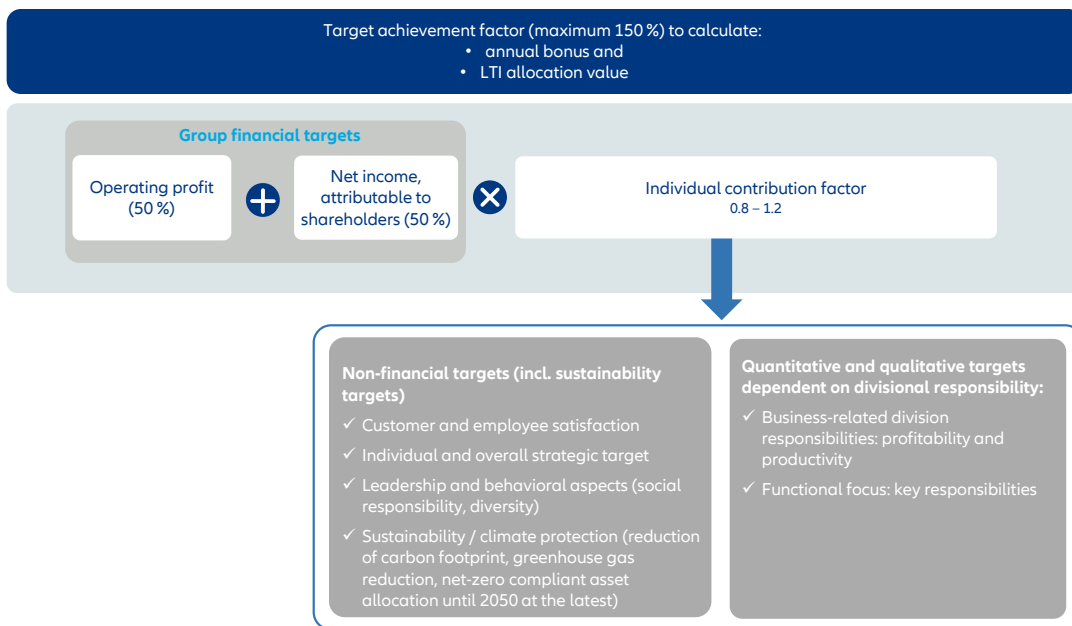 Target achievement factor (maximum 150 %) to calculate:
• annual bonus and
• LTI allocation value
Group financial targets
Operating profit
(50 %)
Net income,
attributable to
shareholders (50 %)
Individual contribution factor
0.8 – 1.2
Non-financial targets (incl. sustainability
targets)
✓ Customer and employee satisfaction
✓ Individual and overall strategic target
✓ Leadership and behavioral aspects (social
responsibility, diversity)
✓ Sustainability / climate protection (reduction
of carbon footprint, greenhouse gas
reduction, net-zero compliant asset
allocation until 2050 at the latest)
Quantitative and qualitative targets
dependent on divisional responsibility:
✓ Business-related division
responsibilities: profitability and
productivity
✓ Functional focus: key responsibilities